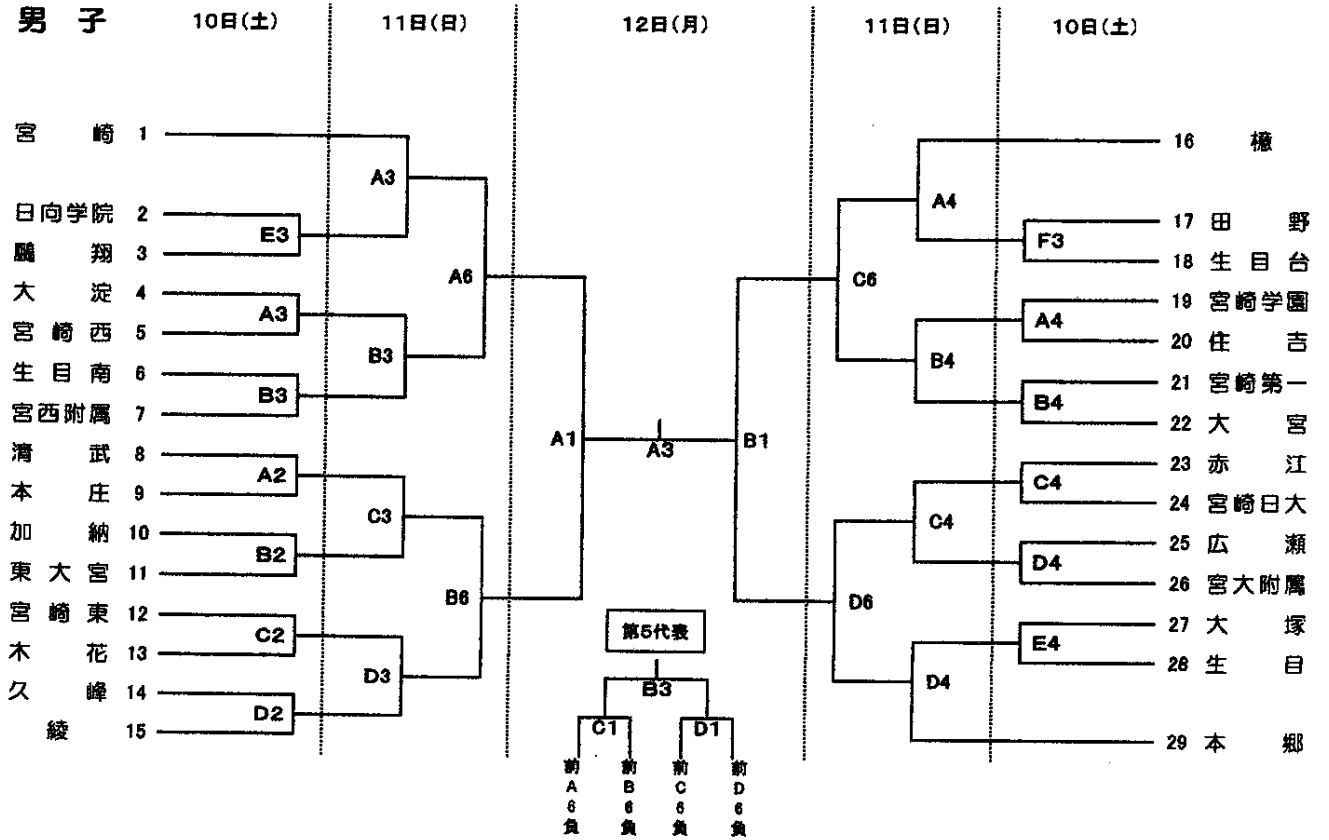 男子 10日(土) 11日(日) 12日(月) 11日(日) 10日(土)
宮崎 1
日向学院 2
鵬翔 3
大淀 4
宮崎西 5
生目南 6
宮西附属 7
清武 8
本庄 9
加納 10
東大宮 11
宮崎東 12
木花 13
久峰 14
綾 15
E3
A3
B3
A2
B2
C2
D2
A3
B3
C3
D3
A6
B6
A1
A3
B1
C6
D6
A4
B4
C4
D4
F3
A4
B4
C4
D4
E4
16 檍
17 田野
18 生目台
19 宮崎学園
20 住吉
21 宮崎第一
22 大宮
23 赤江
24 宮崎日大
25 広瀬
26 宮大附属
27 大塚
28 生目
29 本郷
第5代表
B3
C1 D1
前A6負
前B6負
前C6負
前D6負